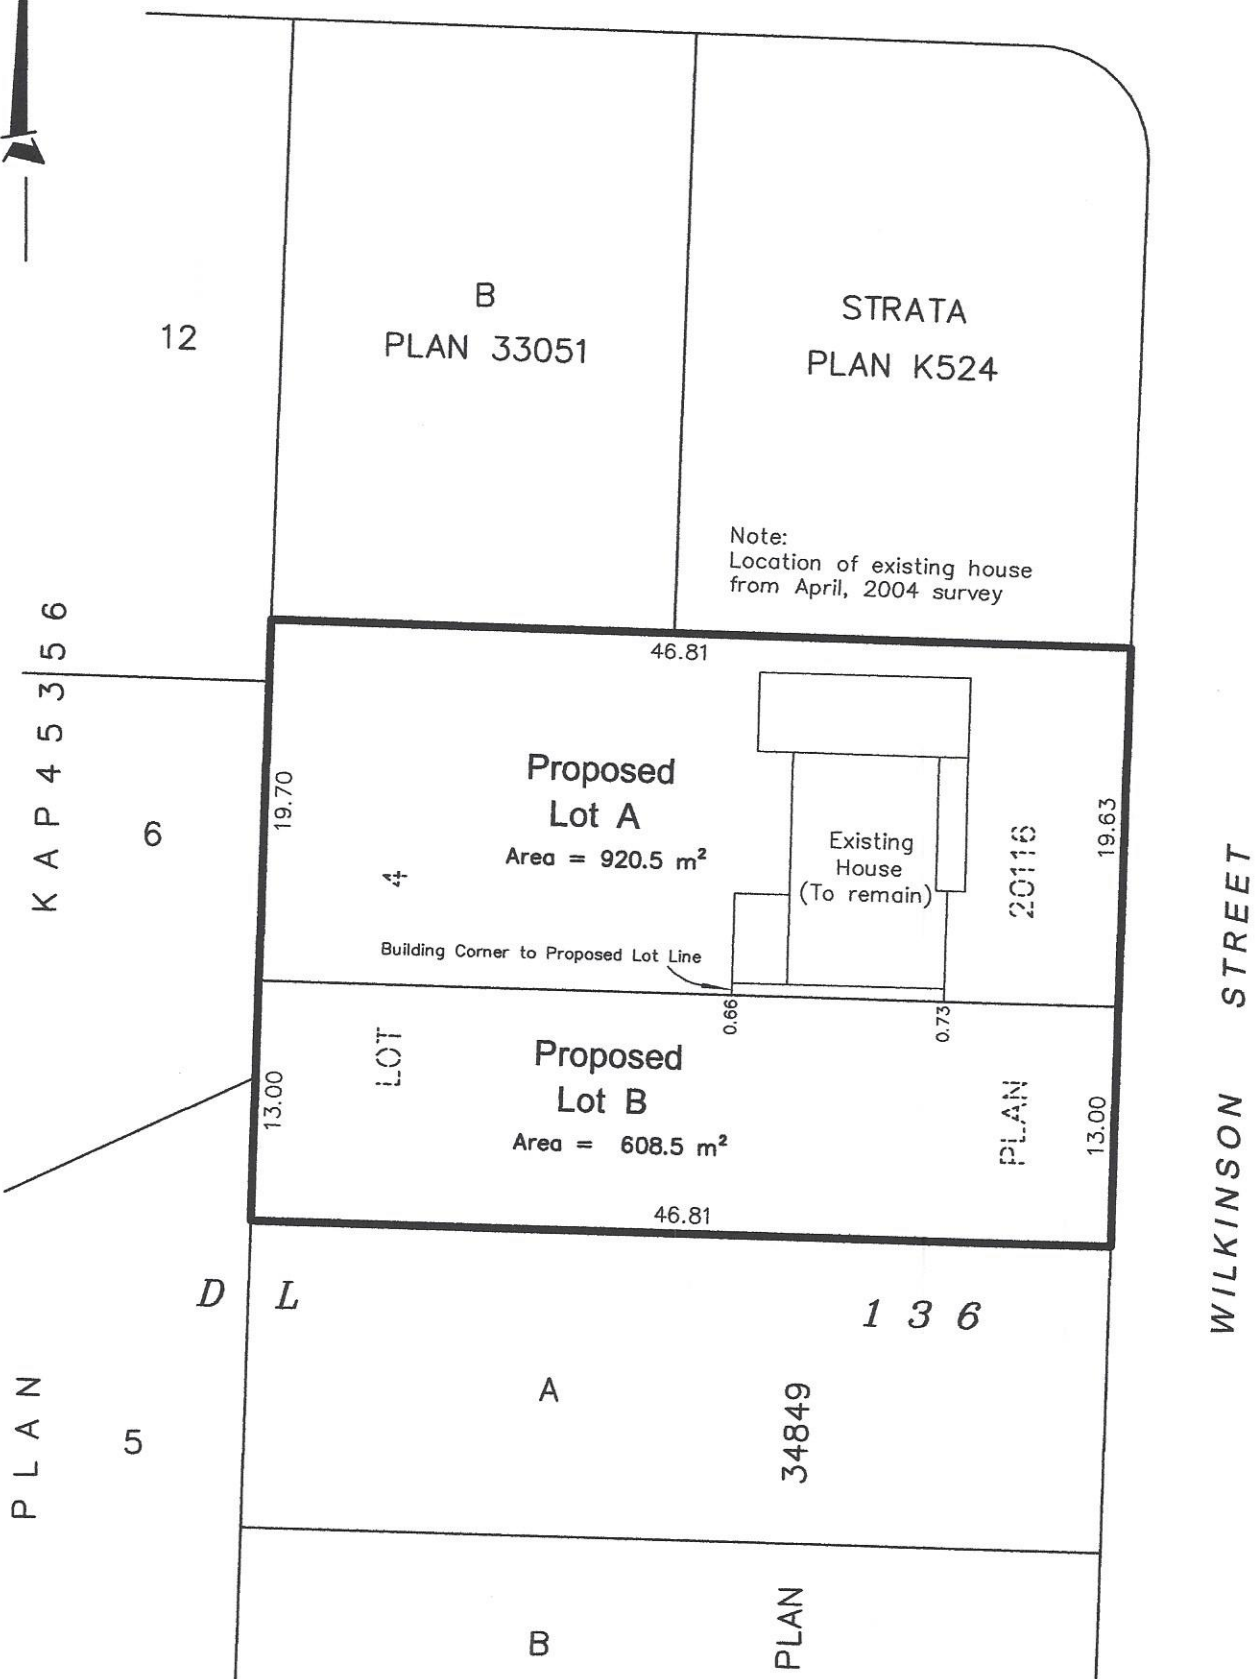 B
PLAN 33051
STRATA
PLAN K524
12
Note:
Location of existing house
from April, 2004 survey
46.81
KAP45356
6
19.70
Proposed
Lot A
Area = 920.5 m²
4
Existing
House
(To remain)
20116
19.63
Building Corner to Proposed Lot Line
0.66
0.73
LOT
13.00
Proposed
Lot B
Area = 608.5 m²
PLAN
13.00
46.81
WILKINSON STREET
D L 136
A
34849
PLAN
5
B
PLAN